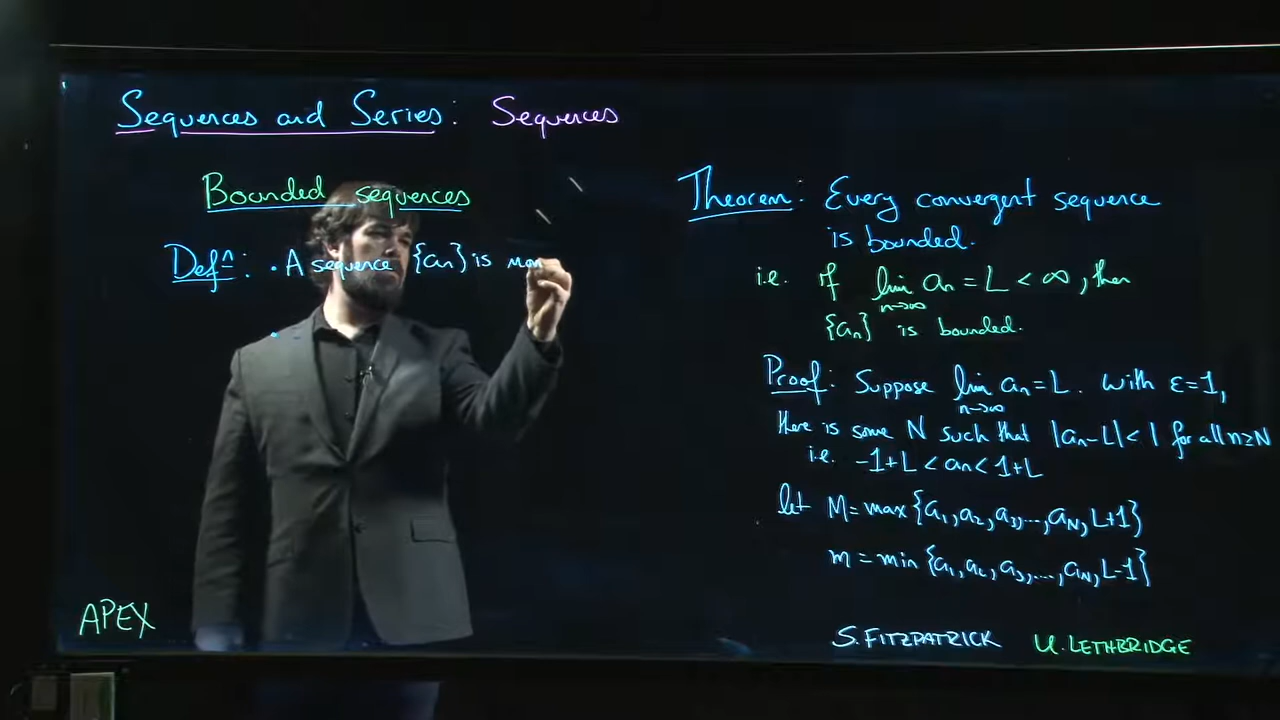 Sequences and Series: Sequences
Bounded sequences
Defn: • A sequence {an} is mon
•
Theorem: Every convergent sequence
is bounded.
i.e. if lim an = L < ∞, then
n→∞
{an} is bounded.
Proof: Suppose lim an = L. With ε=1,
n→∞
there is some N such that |an-L| < 1 for all n≥N
i.e. -1+L < an < 1+L
let M = max{a1, a2, a3, ..., aN, L+1}
m = min{a1, a2, a3, ..., aN, L-1}
APEX
S. FITZPATRICK U. LETHBRIDGE